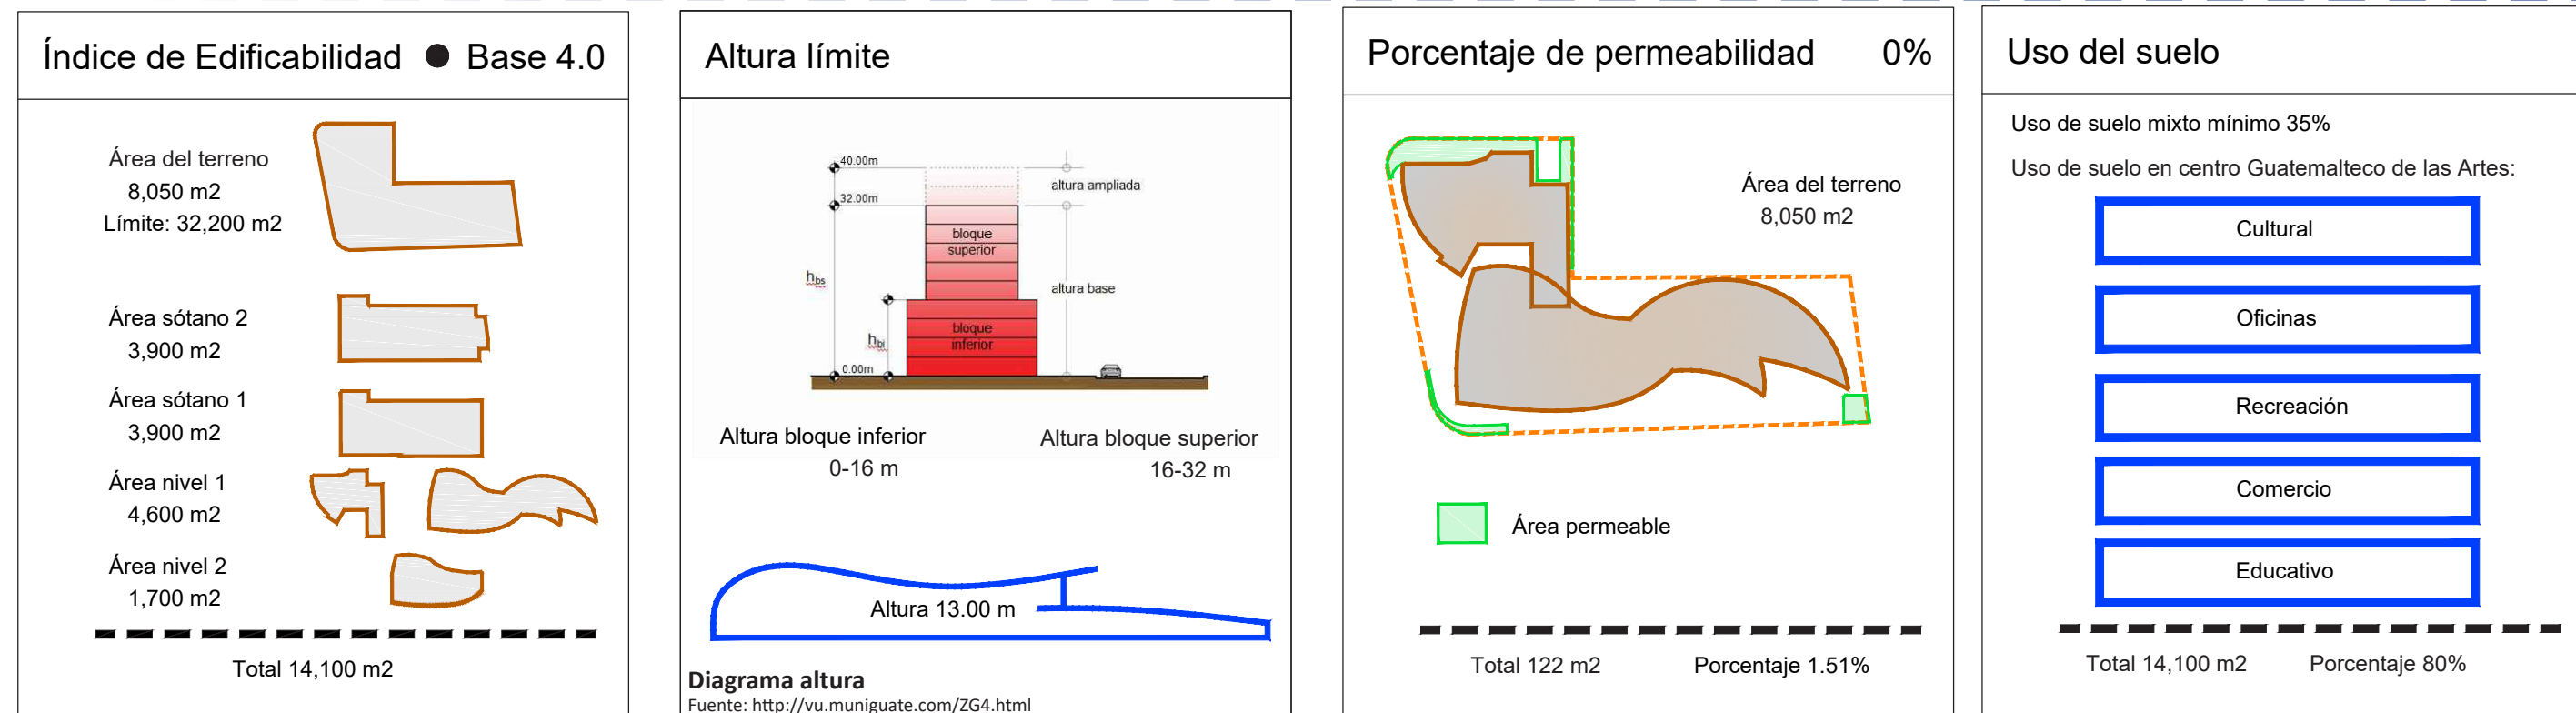 Índice de Edificabilidad ● Base 4.0
Área del terreno
8,050 m2
Límite: 32,200 m2
Área sótano 2
3,900 m2
Área sótano 1
3,900 m2
Área nivel 1
4,600 m2
Área nivel 2
1,700 m2
Total 14,100 m2
Altura límite
40.00m
altura ampliada
32.00m
bloque
superior
hbs
altura base
bloque
inferior
hbi
0.00m
Altura bloque inferior
0-16 m
Altura bloque superior
16-32 m
Altura 13.00 m
Diagrama altura
Fuente: http://vu.muniguate.com/ZG4.html
Porcentaje de permeabilidad 0%
Área del terreno
8,050 m2
Área permeable
Total 122 m2 Porcentaje 1.51%
Uso del suelo
Uso de suelo mixto mínimo 35%
Uso de suelo en centro Guatemalteco de las Artes:
Cultural
Oficinas
Recreación
Comercio
Educativo
Total 14,100 m2 Porcentaje 80%